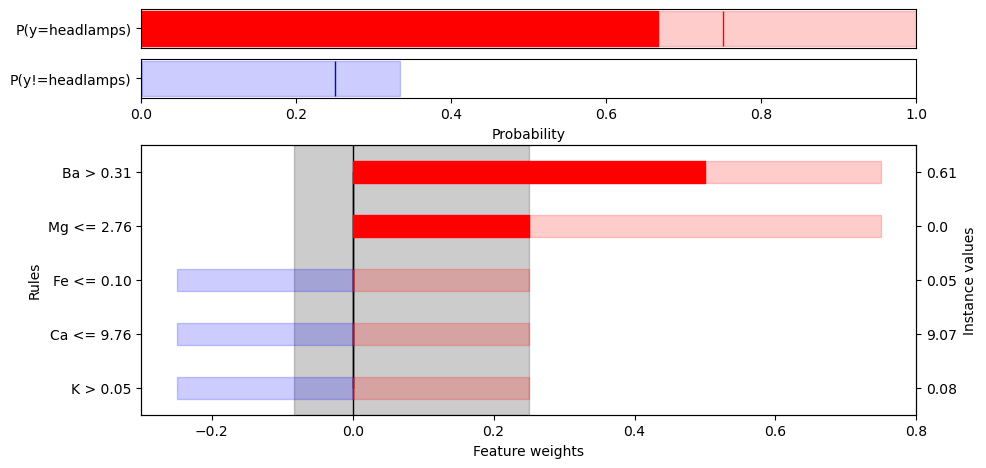 P(y=headlamps)
P(y!=headlamps)
0.0 0.2 0.4 0.6 0.8 1.0
Probability
Ba > 0.31 0.61
Mg <= 2.76 0.0
Fe <= 0.10 0.05
Ca <= 9.76 9.07
K > 0.05 0.08
Rules
Instance values
−0.2 0.0 0.2 0.4 0.6 0.8
Feature weights